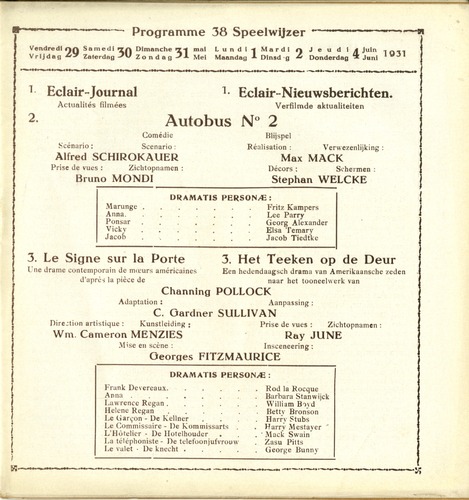 Programme 38 Speelwijzer
Vendredi 29 Samedi 30 Dimanche 31 mai Lundi 1 Mardi 2 Jeudi 4 Juin 1931
Vrijdag Zaterdag Zondag Mei Maandag Dinsdag Donderdag Juni
1. Eclair-Journal 1. Eclair-Nieuwsberichten.
Actualités filmées Verfilmde aktualiteiten
2. Autobus No 2
Comédie Blijspel
Scénario : Scenario : Réalisation : Verwezenlijking :
Alfred SCHIROKAUER Max MACK
Prise de vues : Zichtopnamen : Décors : Schermen :
Bruno MONDI Stephan WELCKE
DRAMATIS PERSONÆ :
Marunge . . . . . . . Fritz Kampers
Anna. . . . . . . Lee Parry
Ponsar . . . . . . . Georg Alexander
Vicky . . . . . . . Elsa Temary
Jacob . . . . . . . Jacob Tiedtke
3. Le Signe sur la Porte 3. Het Teeken op de Deur
Une drame contemporain de mœurs américaines Een hedendaagsch drama van Amerikaansche zeden
d'après la pièce de naar het tooneelwerk van
Channing POLLOCK
Adaptation : Aanpassing :
C. Gardner SULLIVAN
Direction artistique : Kunstleiding : Prise de vues : Zichtopnamen :
Wm. Cameron MENZIES Ray JUNE
Mise en scène : Insceneering :
Georges FITZMAURICE
DRAMATIS PERSONÆ :
Frank Devereaux. . . . . . Rod la Rocque
Anna . . . . . . . Barbara Stanwijck
Lawrence Regan. . . . . . William Boyd
Helene Regan . . . . . . Betty Bronson
Le Garçon - De Kellner . . . . Harry Stubs
Le Commissaire - De Kommissarts . . . Harry Mestayer
L'Hôtelier - De Hotelhouder . . . . Mack Swain
La téléphoniste - De telefoonjufvrouw . . Zasu Pitts
Le valet - De knecht . . . . . George Bunny